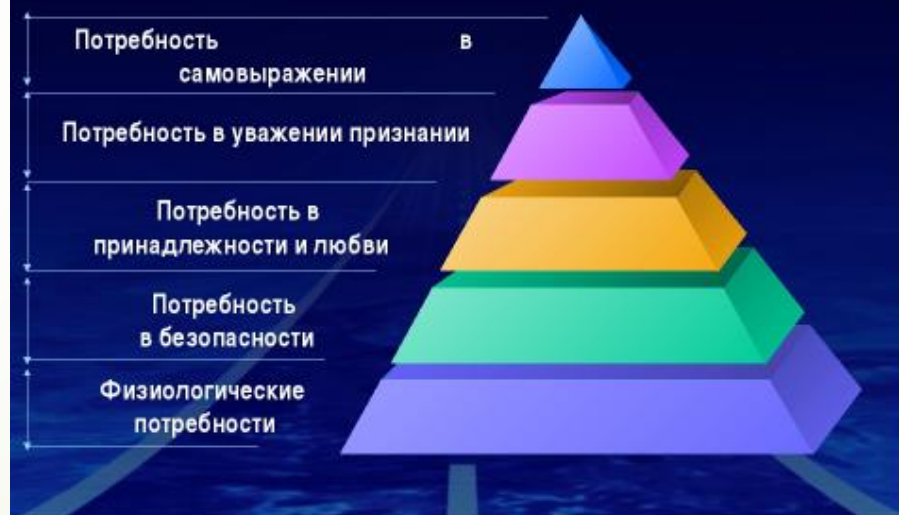 Потребность в
самовыражении
Потребность в уважении признании
Потребность в
принадлежности и любви
Потребность
в безопасности
Физиологические
потребности